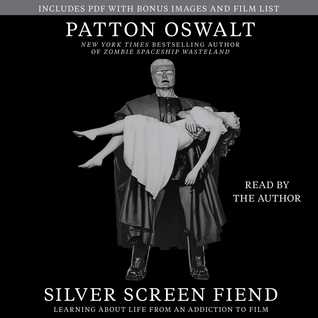 INCLUDES PDF WITH BONUS IMAGES AND FILM LIST
PATTON OSWALT
NEW YORK TIMES BESTSELLING AUTHOR
OF ZOMBIE SPACESHIP WASTELAND
READ BY
THE AUTHOR
SILVER SCREEN FIEND
LEARNING ABOUT LIFE FROM AN ADDICTION TO FILM